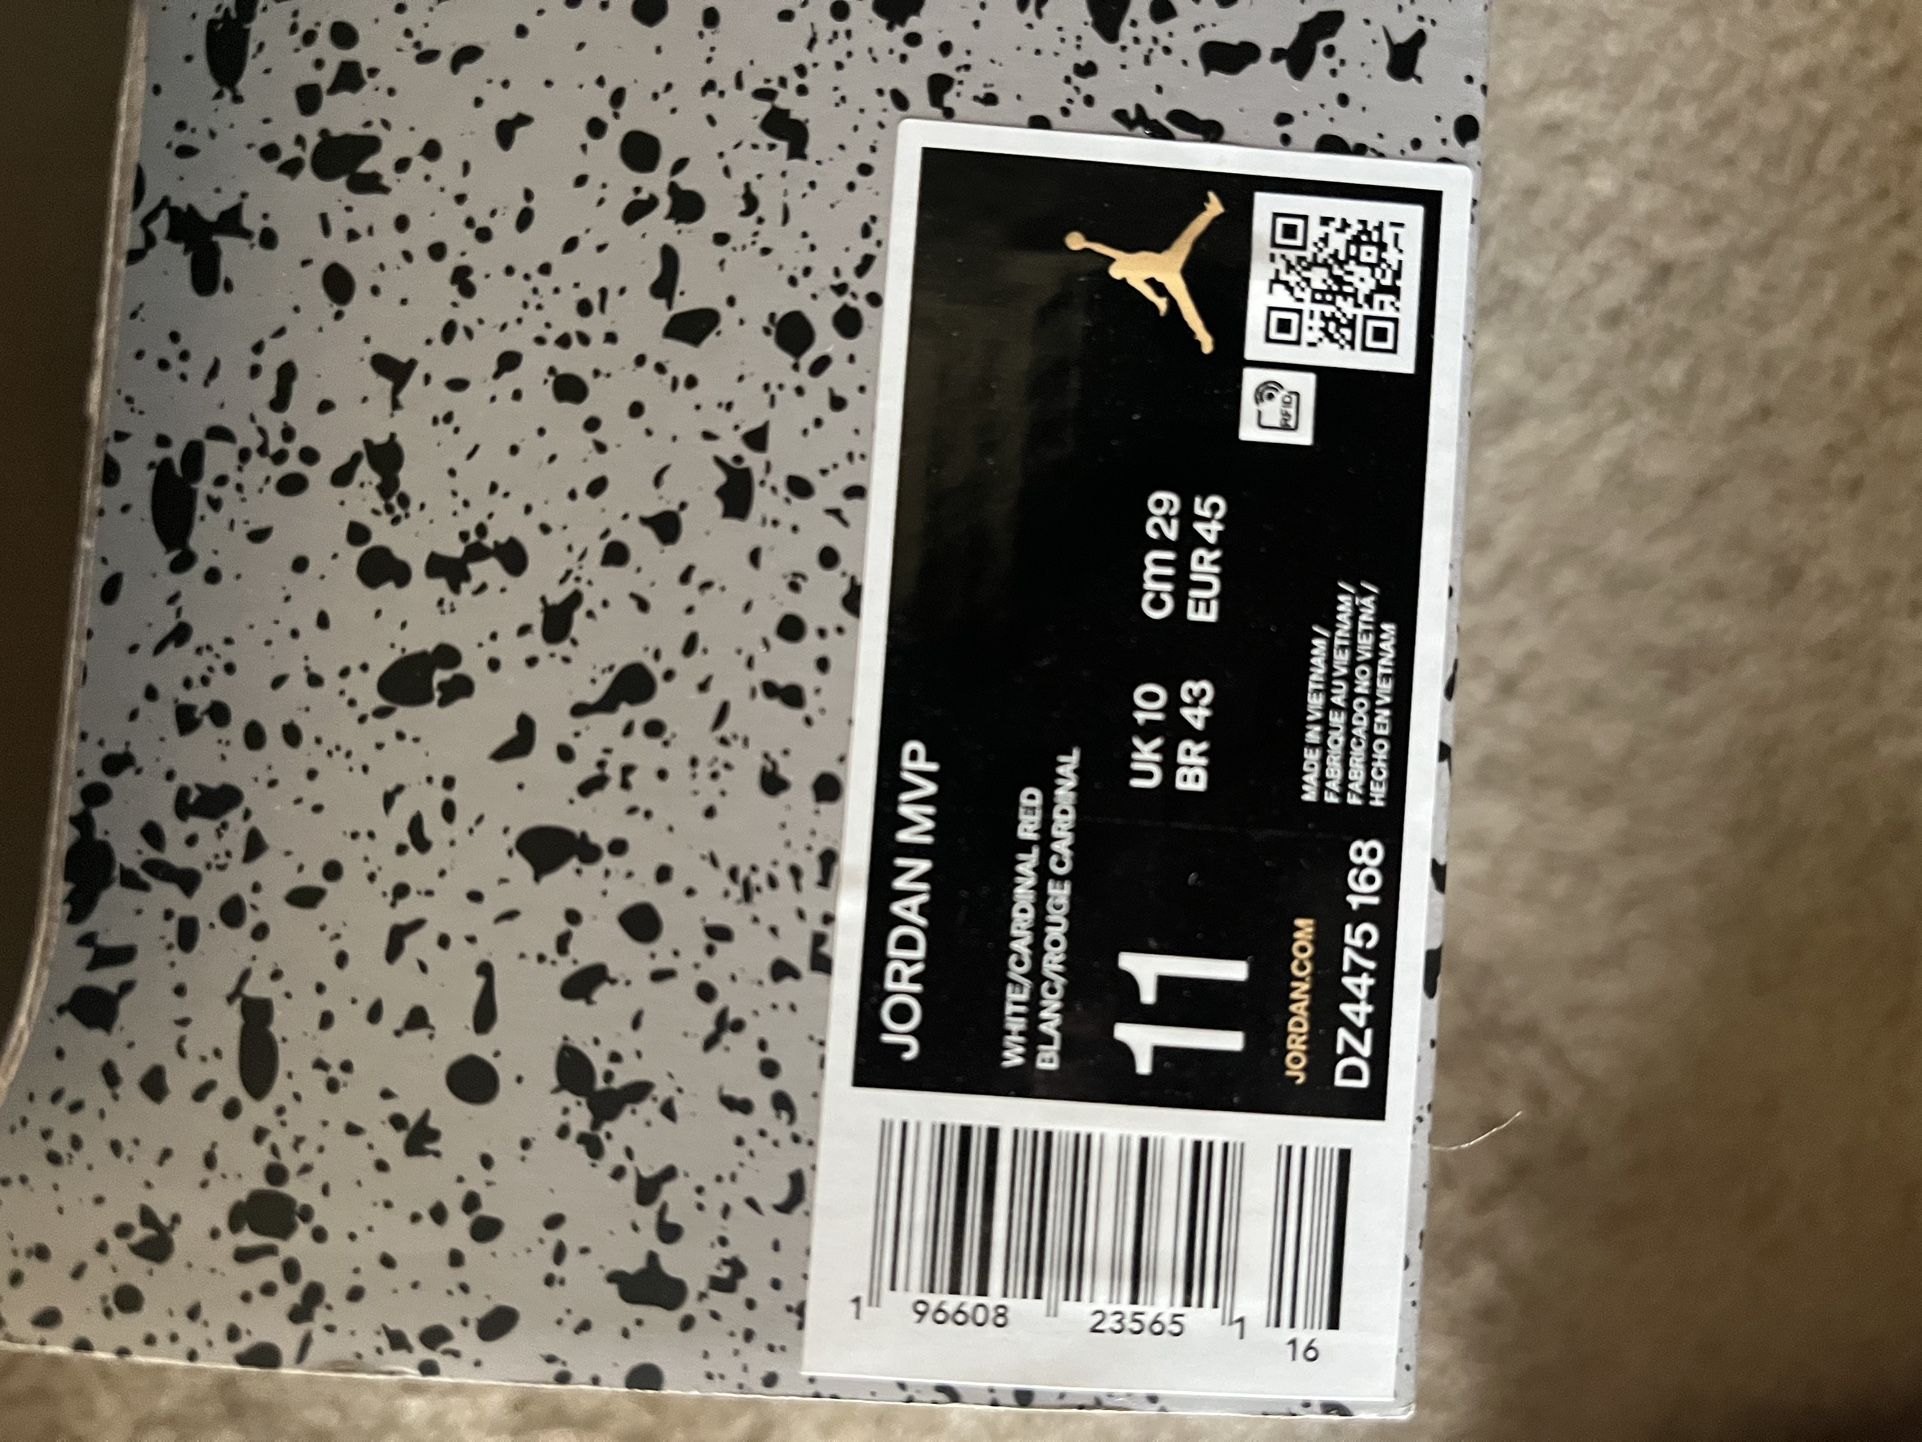 JORDAN MVP
WHITE/CARDINAL RED
BLANC/ROUGE CARDINAL
11
UK 10
Cm 29
BR 43
EUR 45
RFID
JORDAN.COM
DZ4475 168
MADE IN VIETNAM /
FABRIQUE AU VIETNAM /
FABRICADO NO VIETNÃ /
HECHO EN VIETNAM
1 96608 23565 1 16